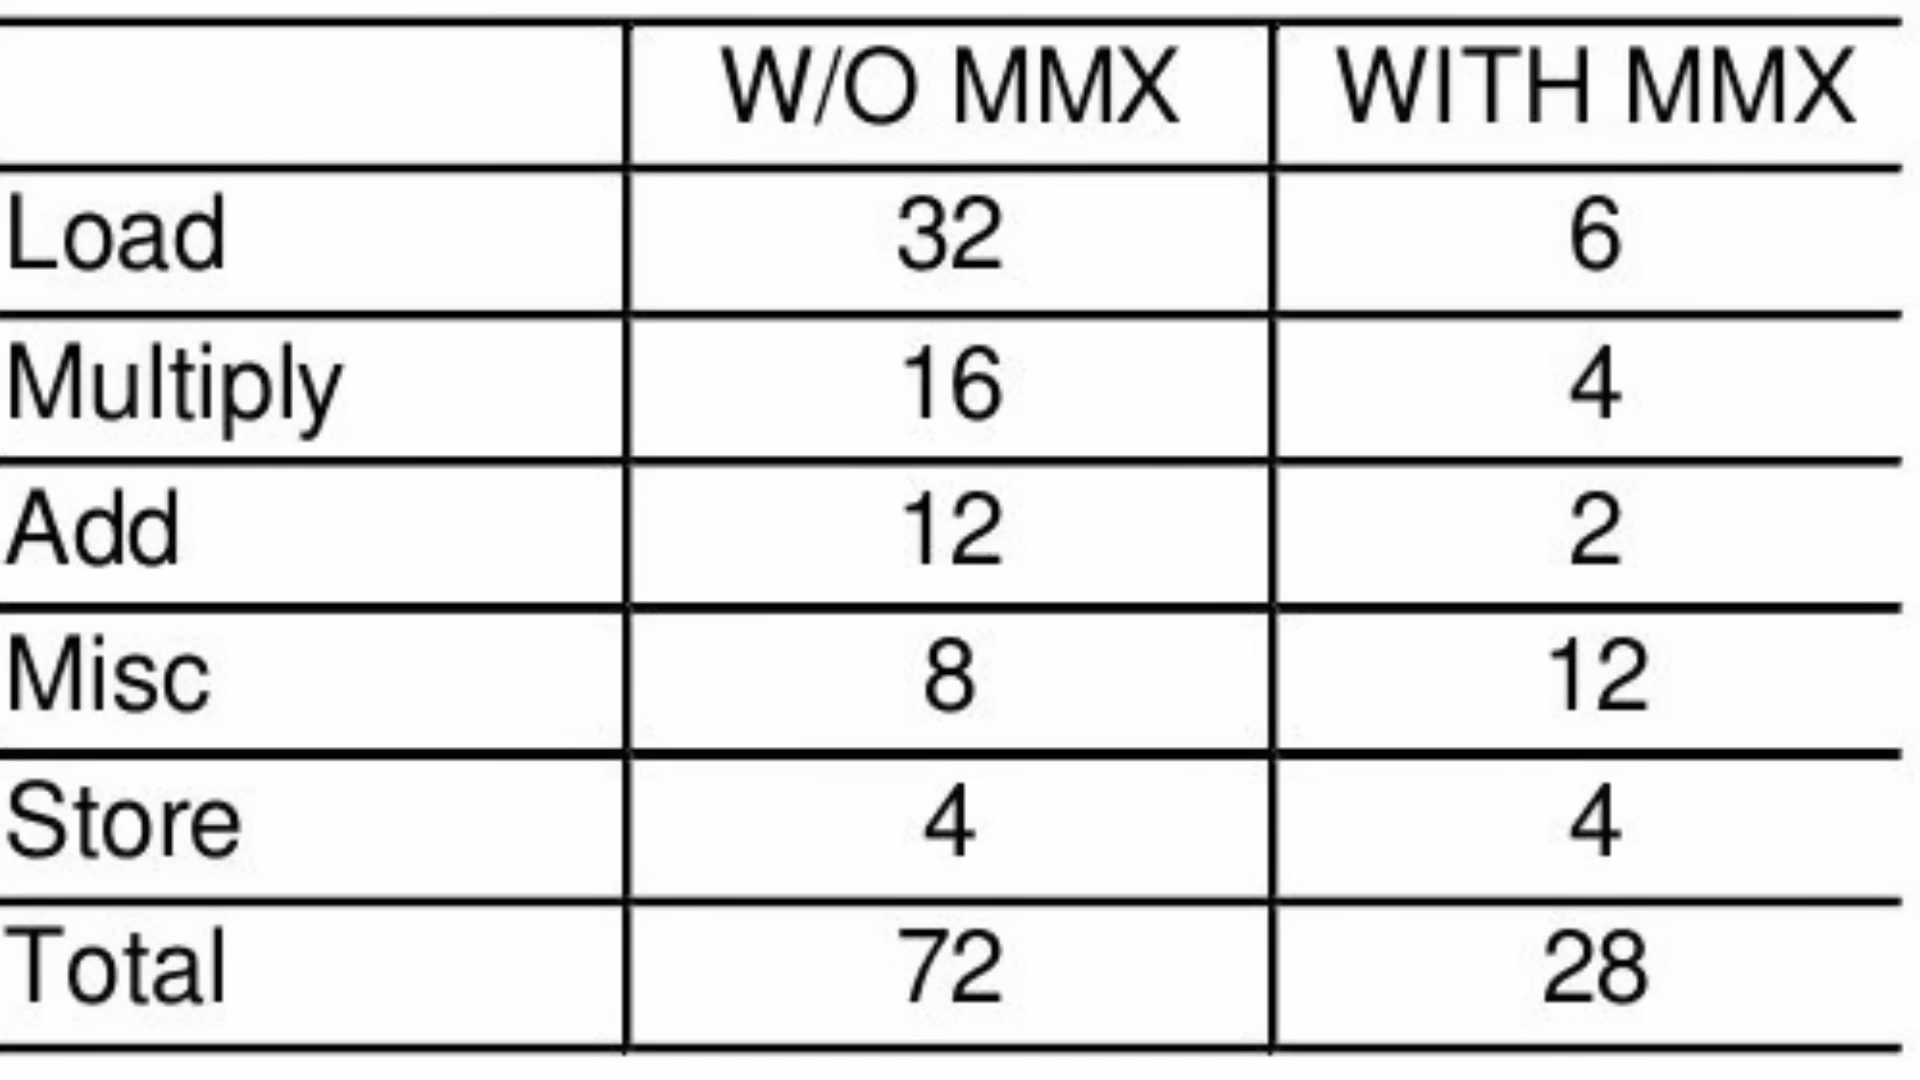 W/O MMX WITH MMX
Load 32 6
Multiply 16 4
Add 12 2
Misc 8 12
Store 4 4
Total 72 28